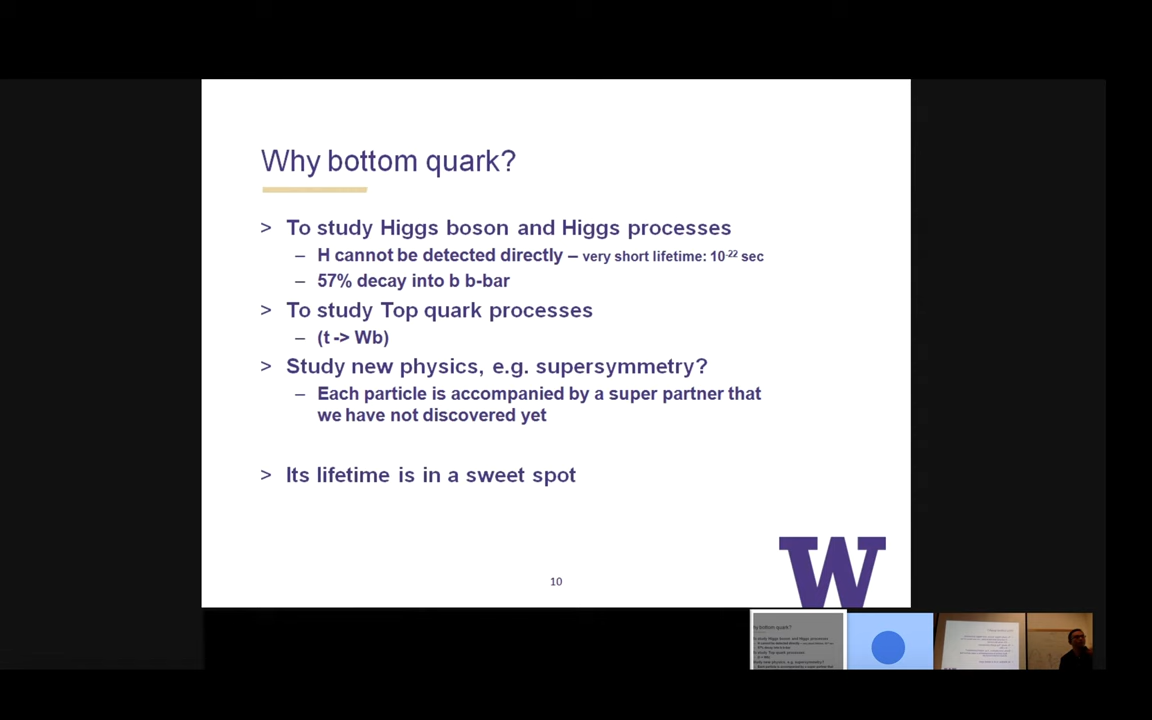 Why bottom quark?
> To study Higgs boson and Higgs processes
– H cannot be detected directly – very short lifetime: 10⁻²² sec
– 57% decay into b b-bar
> To study Top quark processes
– (t -> Wb)
> Study new physics, e.g. supersymmetry?
– Each particle is accompanied by a super partner that
we have not discovered yet
> Its lifetime is in a sweet spot
10
W